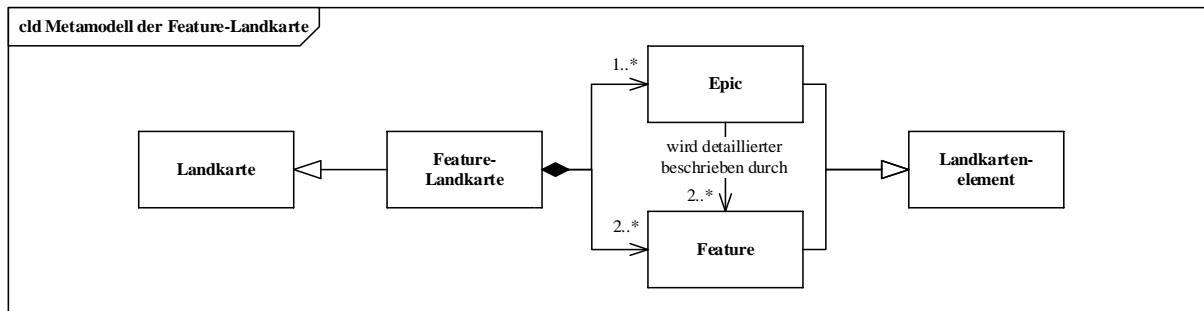 cld Metamodell der Feature-Landkarte
1..*
Epic
wird detaillierter
beschrieben durch
Landkarte
Feature-
Landkarte
Landkarten-
element
2..*
2..*
Feature